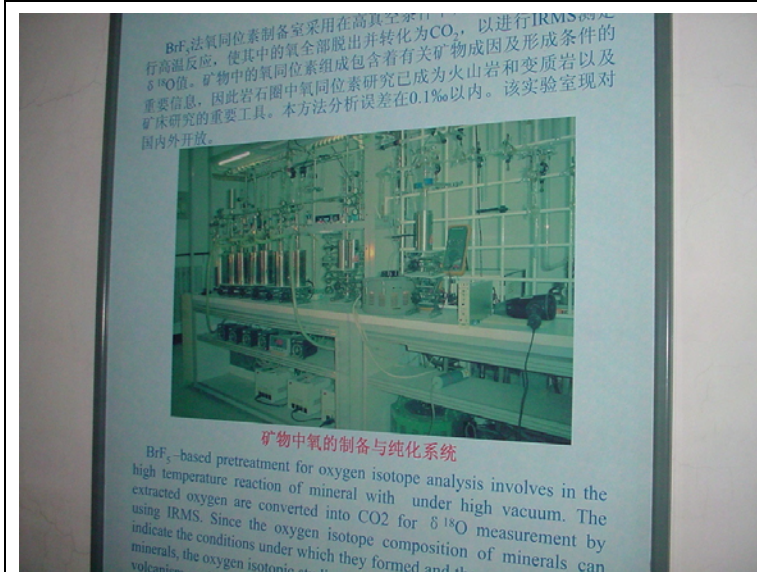 BrF₅法氧同位素制备室采用在高真空条件
行高温反应，使其中的氧全部脱出并转化为CO₂，以进行IRMS测定
δ¹⁸O值。矿物中的氧同位素组成包含着有关矿物成因及形成条件的
重要信息，因此岩石圈中氧同位素研究已成为火山岩和变质岩以及
矿床研究的重要工具。本方法分析误差在0.1‰以内。该实验室现对
国内外开放。
矿物中氧的制备与纯化系统
BrF₅–based pretreatment for oxygen isotope analysis involves in the
high temperature reaction of mineral with under high vacuum. The
extracted oxygen are converted into CO2 for δ¹⁸O measurement by
using IRMS. Since the oxygen isotope composition of minerals can
indicate the conditions under which they formed and
minerals, the oxygen isotopic